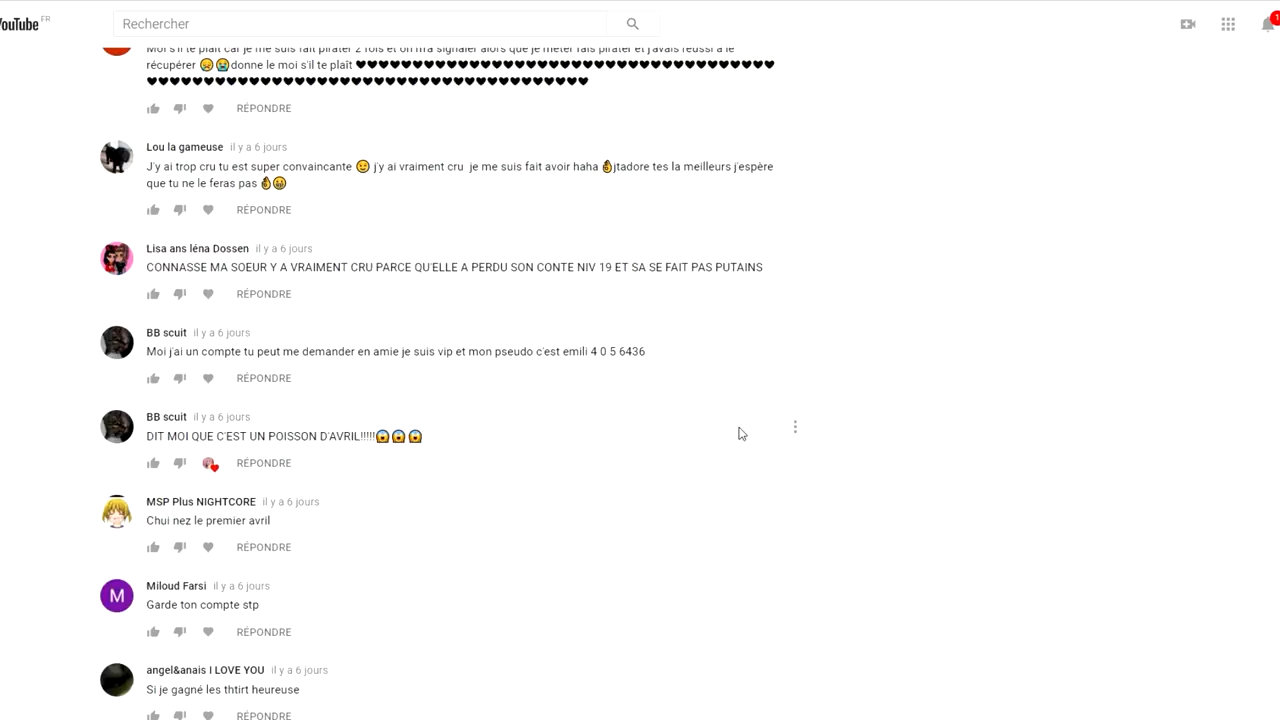 YouTube FR
Rechercher
1
Moi s'il te plaît car je me suis fait pirater 2 fois et on m'a signaler alors que je méter fais pirater et j'avais réussi a le
récupérer 😣😭donne le moi s'il te plaît ♥♥♥♥♥♥♥♥♥♥♥♥♥♥♥♥♥♥♥♥♥♥♥♥♥♥♥♥♥♥♥♥♥♥♥♥♥
♥♥♥♥♥♥♥♥♥♥♥♥♥♥♥♥♥♥♥♥♥♥♥♥♥♥♥♥♥♥♥♥♥♥♥♥♥♥♥
RÉPONDRE
Lou la gameuse il y a 6 jours
J'y ai trop cru tu est super convaincante 😉 j'y ai vraiment cru je me suis fait avoir haha 👌jtadore tes la meilleurs j'espère
que tu ne le feras pas 👌😁
RÉPONDRE
Lisa ans léna Dossen il y a 6 jours
CONNASSE MA SOEUR Y A VRAIMENT CRU PARCE QU'ELLE A PERDU SON CONTE NIV 19 ET SA SE FAIT PAS PUTAINS
RÉPONDRE
BB scuit il y a 6 jours
Moi j'ai un compte tu peut me demander en amie je suis vip et mon pseudo c'est emili 4 0 5 6436
RÉPONDRE
BB scuit il y a 6 jours
DIT MOI QUE C'EST UN POISSON D'AVRIL!!!!!😱😱😱
RÉPONDRE
MSP Plus NIGHTCORE il y a 6 jours
Chui nez le premier avril
RÉPONDRE
M
Miloud Farsi il y a 6 jours
Garde ton compte stp
RÉPONDRE
angel&anais I LOVE YOU il y a 6 jours
Si je gagné les thtirt heureuse
RÉPONDRE